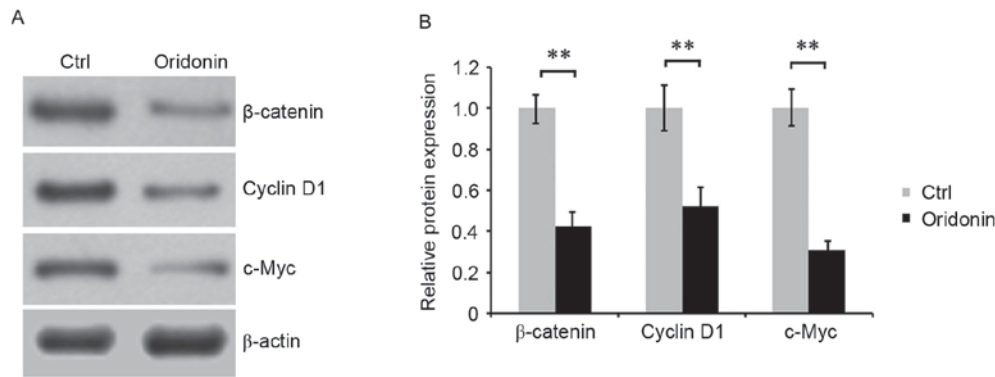 A
Ctrl Oridonin
β-catenin
Cyclin D1
c-Myc
β-actin
B
** ** **
Relative protein expression
1.2
1.0
0.8
0.6
0.4
0.2
0
β-catenin Cyclin D1 c-Myc
Ctrl
Oridonin